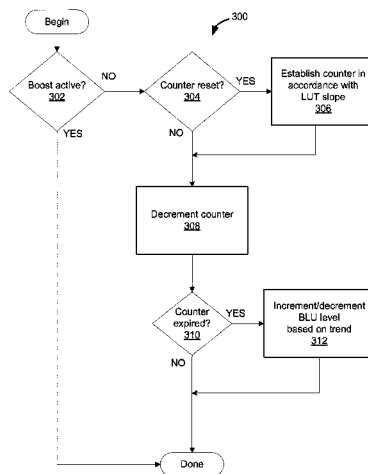 300
Begin
Boost active?
302
NO
Counter reset?
304
YES
Establish counter in
accordance with
LUT slope
306
YES
NO
Decrement counter
308
Counter
expired?
310
YES
Increment/decrement
BLU level
based on trend
312
NO
Done